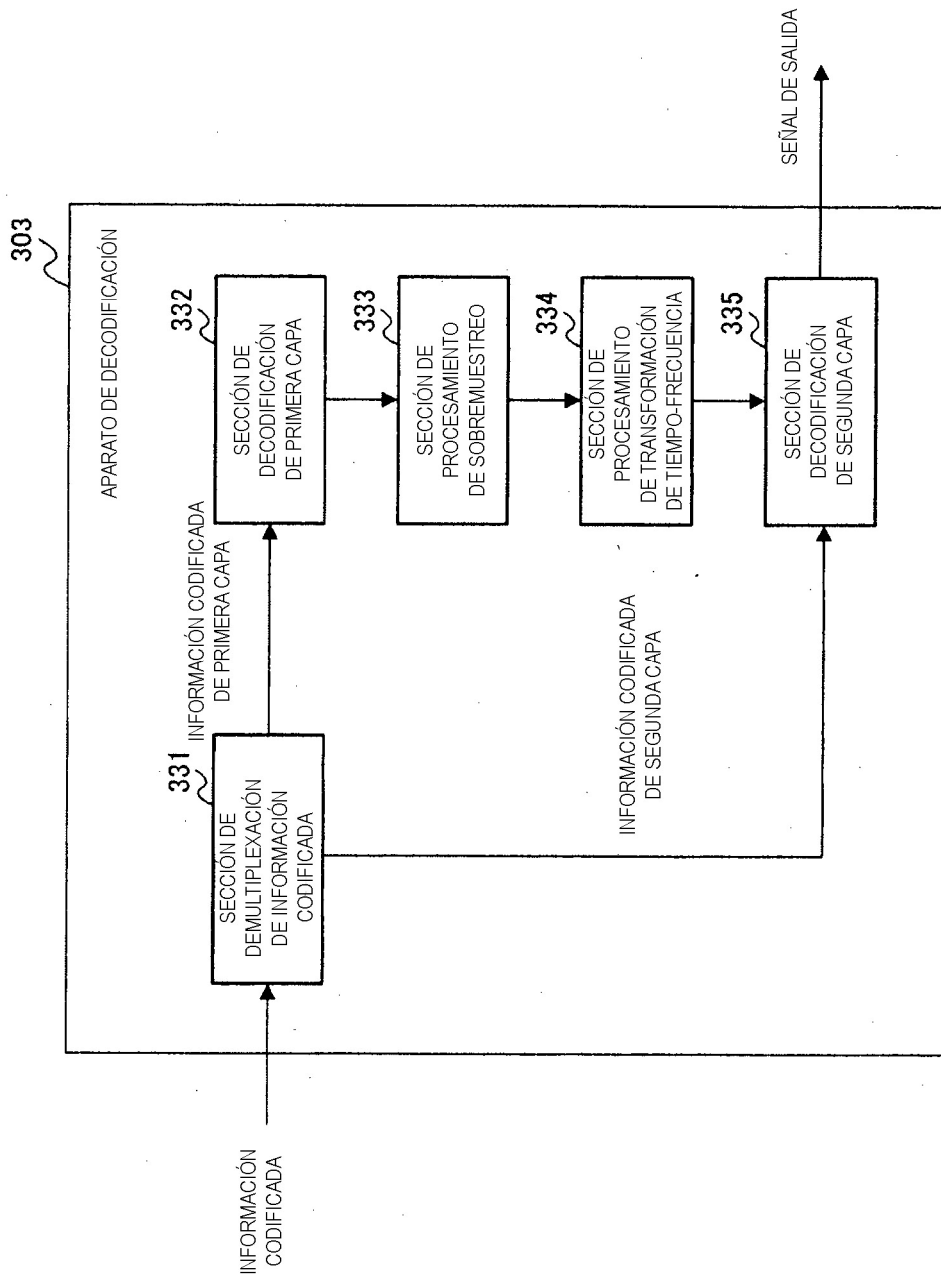 303
APARATO DE DECODIFICACIÓN
INFORMACIÓN
CODIFICADA
331
SECCIÓN DE
DEMULTIPLEXACIÓN
DE INFORMACIÓN
CODIFICADA
INFORMACIÓN CODIFICADA
DE PRIMERA CAPA
332
SECCIÓN DE
DECODIFICACIÓN
DE PRIMERA CAPA
333
SECCIÓN DE
PROCESAMIENTO
DE SOBREMUESTREO
334
SECCIÓN DE
PROCESAMIENTO
DE TRANSFORMACIÓN
DE TIEMPO-FRECUENCIA
INFORMACIÓN CODIFICADA
DE SEGUNDA CAPA
335
SECCIÓN DE
DECODIFICACIÓN
DE SEGUNDA CAPA
SEÑAL DE SALIDA